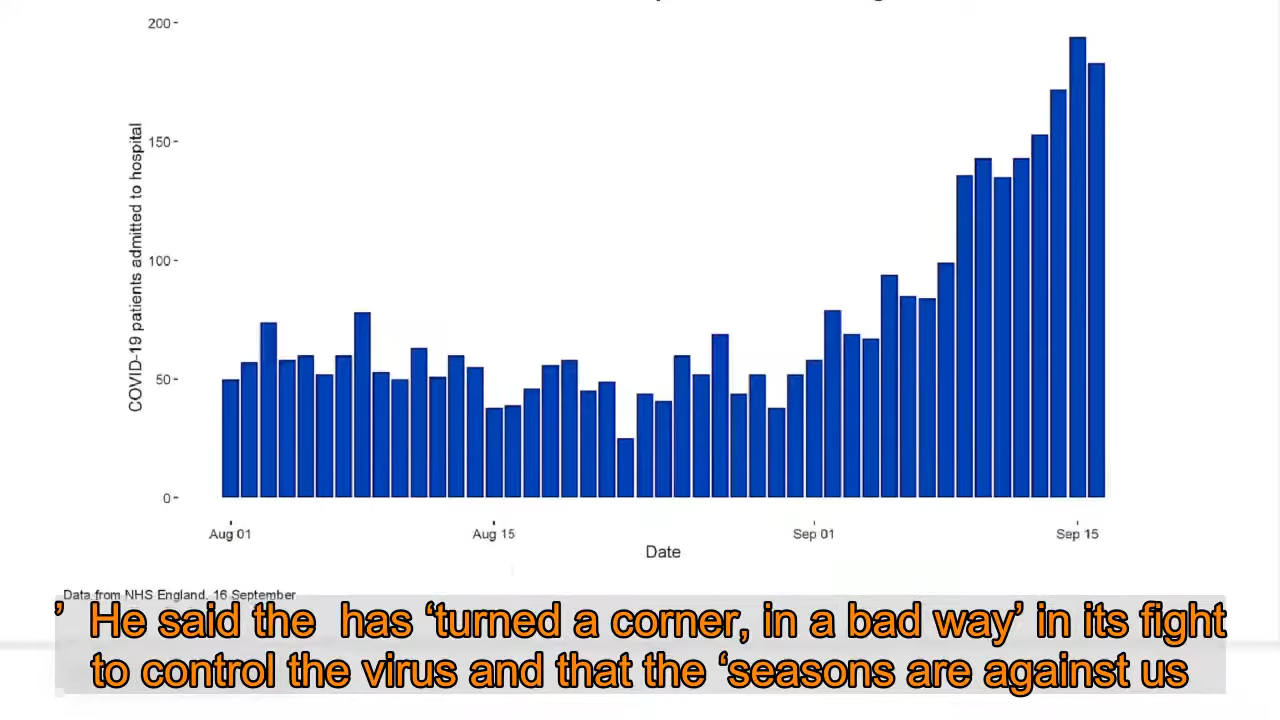 200
150
100
50
0
COVID-19 patients admitted to hospital
Aug 01
Aug 15
Sep 01
Sep 15
Date
Data from NHS England, 16 September
’ He said the has ‘turned a corner, in a bad way’ in its fight
to control the virus and that the ‘seasons are against us